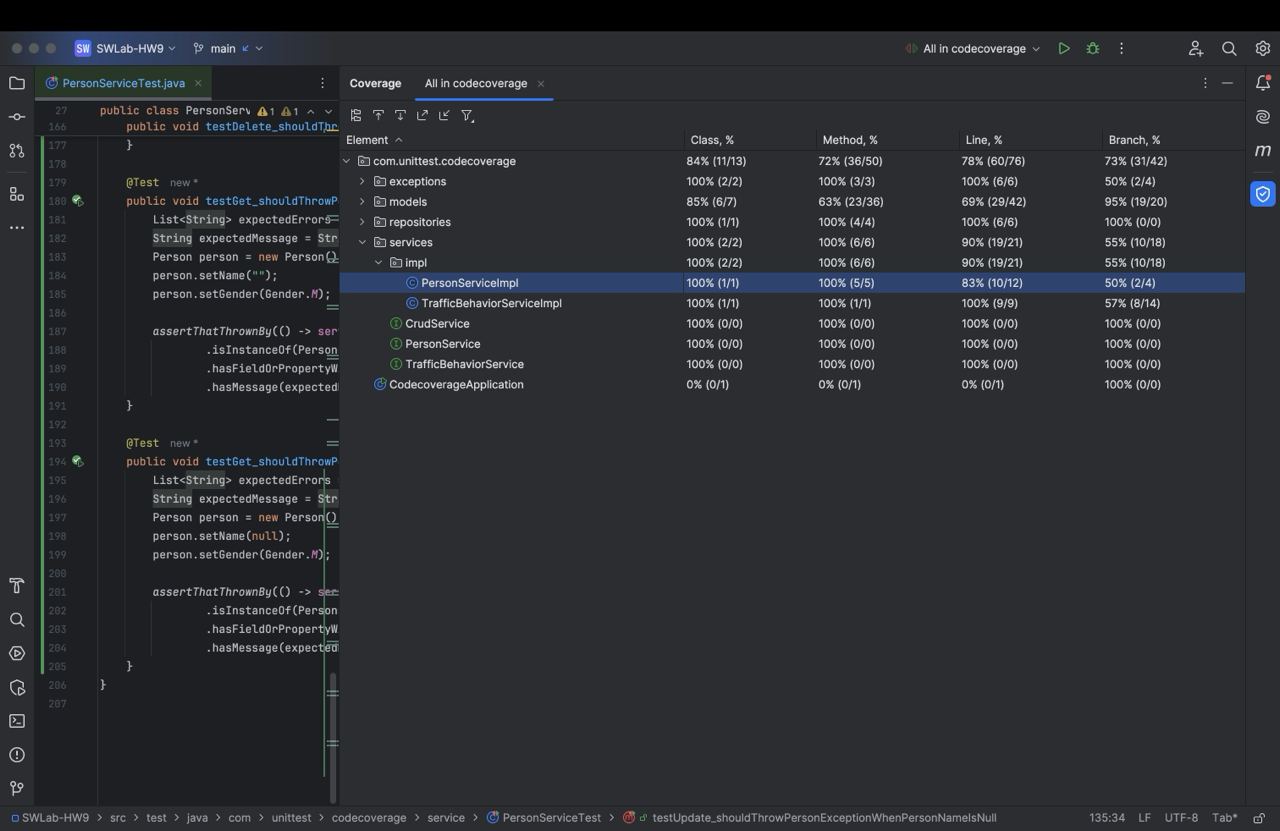 SW SWLab-HW9 main All in codecoverage
PersonServiceTest.java
Coverage All in codecoverage
27 public class PersonServ 1 1
166 public void testDelete_shouldThr
177 }
178
179 @Test new *
180 public void testGet_shouldThrowP
181 List<String> expectedErrors
182 String expectedMessage = Str
183 Person person = new Person()
184 person.setName("");
185 person.setGender(Gender.M);
186
187 assertThatThrownBy(() -> ser
188 .isInstanceOf(Person
189 .hasFieldOrPropertyW
190 .hasMessage(expected
191 }
192
193 @Test new *
194 public void testGet_shouldThrowP
195 List<String> expectedErrors
196 String expectedMessage = Str
197 Person person = new Person()
198 person.setName(null);
199 person.setGender(Gender.M);
200
201 assertThatThrownBy(() -> se
202 .isInstanceOf(Person
203 .hasFieldOrPropertyW
204 .hasMessage(expected
205 }
206 }
207
Element Class, % Method, % Line, % Branch, %
com.unittest.codecoverage 84% (11/13) 72% (36/50) 78% (60/76) 73% (31/42)
exceptions 100% (2/2) 100% (3/3) 100% (6/6) 50% (2/4)
models 85% (6/7) 63% (23/36) 69% (29/42) 95% (19/20)
repositories 100% (1/1) 100% (4/4) 100% (6/6) 100% (0/0)
services 100% (2/2) 100% (6/6) 90% (19/21) 55% (10/18)
impl 100% (2/2) 100% (6/6) 90% (19/21) 55% (10/18)
PersonServiceImpl 100% (1/1) 100% (5/5) 83% (10/12) 50% (2/4)
TrafficBehaviorServiceImpl 100% (1/1) 100% (1/1) 100% (9/9) 57% (8/14)
CrudService 100% (0/0) 100% (0/0) 100% (0/0) 100% (0/0)
PersonService 100% (0/0) 100% (0/0) 100% (0/0) 100% (0/0)
TrafficBehaviorService 100% (0/0) 100% (0/0) 100% (0/0) 100% (0/0)
CodecoverageApplication 0% (0/1) 0% (0/1) 0% (0/1) 100% (0/0)
SWLab-HW9 > src > test > java > com > unittest > codecoverage > service > PersonServiceTest > testUpdate_shouldThrowPersonExceptionWhenPersonNameIsNull 135:34 LF UTF-8 Tab*